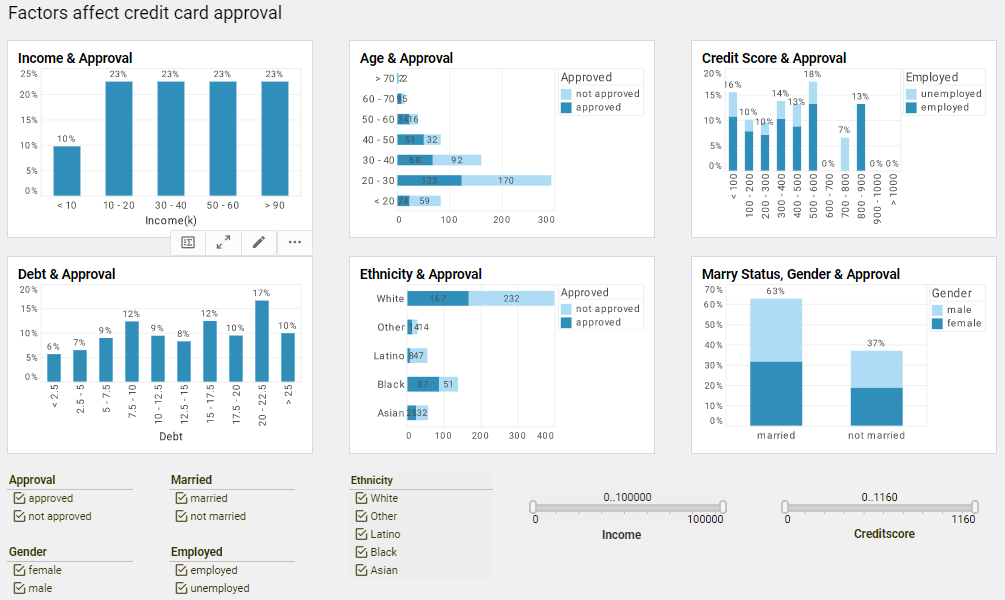 Factors affect credit card approval
Income & Approval
25%
20%
15%
10%
5%
0%
10%
23%
23%
23%
23%
< 10
10 - 20
30 - 40
50 - 60
> 90
Income(k)
Age & Approval
> 70
60 - 70
50 - 60
40 - 50
30 - 40
20 - 30
< 20
22
95
2416
51 32
68 92
123 170
24 59
0 100 200 300
Approved
not approved
approved
Credit Score & Approval
20%
15%
10%
5%
0%
16%
10%
10%
14%
13%
18%
0%
7%
13%
0%
0%
< 100
100 - 200
200 - 300
300 - 400
400 - 500
500 - 600
600 - 700
700 - 800
800 - 900
900 - 1000
> 1000
Employed
unemployed
employed
Debt & Approval
20%
15%
10%
5%
0%
6%
7%
9%
12%
9%
8%
12%
10%
17%
10%
< 2.5
2.5 - 5
5 - 7.5
7.5 - 10
10 - 12.5
12.5 - 15
15 - 17.5
17.5 - 20
20 - 22.5
> 25
Debt
Ethnicity & Approval
White 167 232
Other 1414
Latino 847
Black 87 51
Asian 2532
0 100 200 300 400
Approved
not approved
approved
Marry Status, Gender & Approval
70%
60%
50%
40%
30%
20%
10%
0%
63%
37%
married
not married
Gender
male
female
Approval
approved
not approved
Married
married
not married
Gender
female
male
Employed
employed
unemployed
Ethnicity
White
Other
Latino
Black
Asian
0..100000
0 100000
Income
0..1160
0 1160
Creditscore